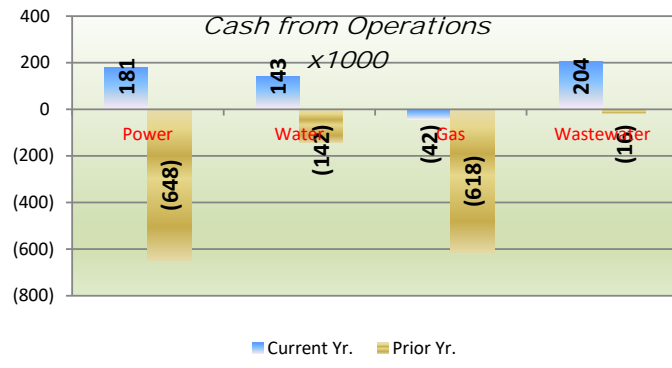 Cash from Operations
x1000
400
200
0
(200)
(400)
(600)
(800)
181
143
(42)
204
(648)
(142)
(618)
(16)
Power
Water
Gas
Wastewater
Current Yr.
Prior Yr.